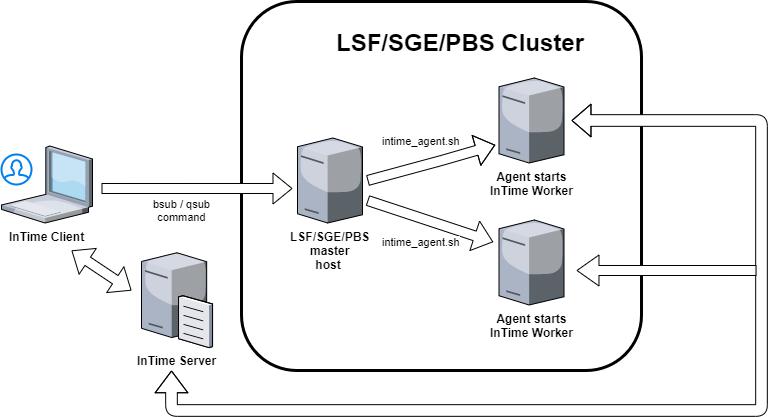 LSF/SGE/PBS Cluster
intime_agent.sh
Agent starts
InTime Worker
bsub / qsub
command
InTime Client
LSF/SGE/PBS
master
host
intime_agent.sh
Agent starts
InTime Worker
InTime Server